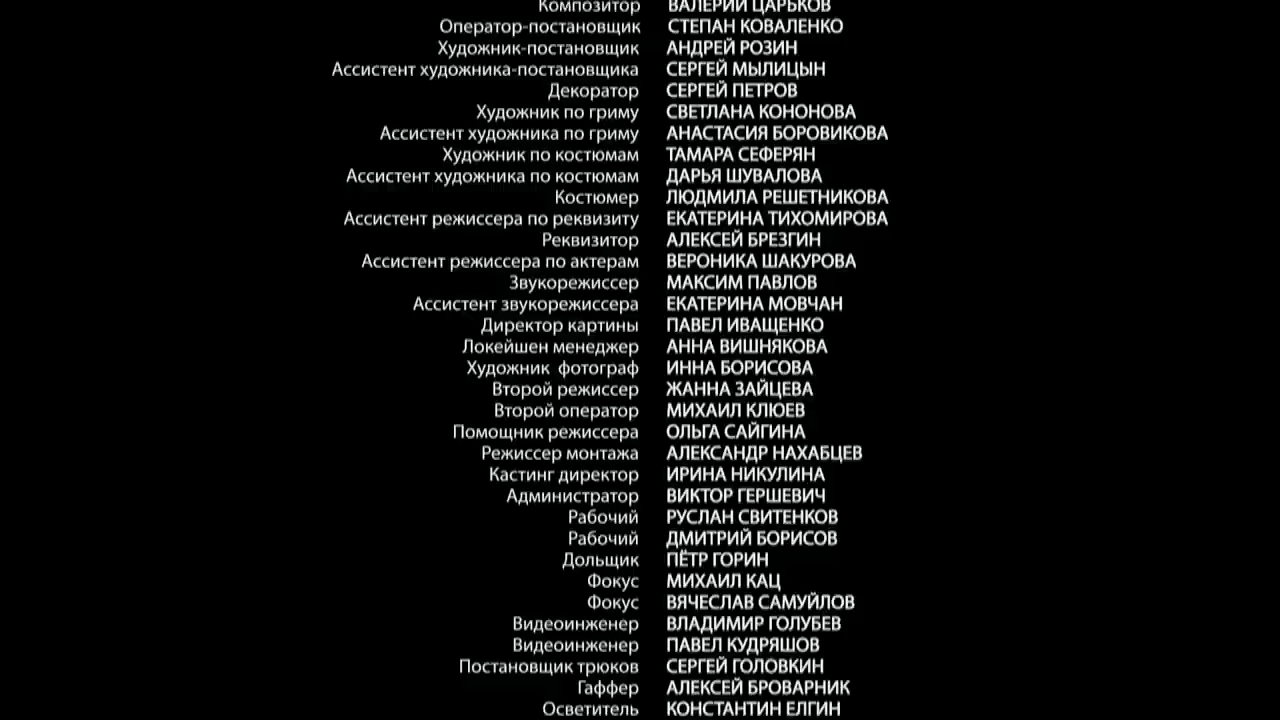 Композитор ВАЛЕРИЙ ЦАРЬКОВ
Оператор-постановщик СТЕПАН КОВАЛЕНКО
Художник-постановщик АНДРЕЙ РОЗИН
Ассистент художника-постановщика СЕРГЕЙ МЫЛИЦЫН
Декоратор СЕРГЕЙ ПЕТРОВ
Художник по гриму СВЕТЛАНА КОНОНОВА
Ассистент художника по гриму АНАСТАСИЯ БОРОВИКОВА
Художник по костюмам ТАМАРА СЕФЕРЯН
Ассистент художника по костюмам ДАРЬЯ ШУВАЛОВА
Костюмер ЛЮДМИЛА РЕШЕТНИКОВА
Ассистент режиссера по реквизиту ЕКАТЕРИНА ТИХОМИРОВА
Реквизитор АЛЕКСЕЙ БРЕЗГИН
Ассистент режиссера по актерам ВЕРОНИКА ШАКУРОВА
Звукорежиссер МАКСИМ ПАВЛОВ
Ассистент звукорежиссера ЕКАТЕРИНА МОВЧАН
Директор картины ПАВЕЛ ИВАЩЕНКО
Локейшен менеджер АННА ВИШНЯКОВА
Художник фотограф ИННА БОРИСОВА
Второй режиссер ЖАННА ЗАЙЦЕВА
Второй оператор МИХАИЛ КЛЮЕВ
Помощник режиссера ОЛЬГА САЙГИНА
Режиссер монтажа АЛЕКСАНДР НАХАБЦЕВ
Кастинг директор ИРИНА НИКУЛИНА
Администратор ВИКТОР ГЕРШЕВИЧ
Рабочий РУСЛАН СВИТЕНКОВ
Рабочий ДМИТРИЙ БОРИСОВ
Дольщик ПЁТР ГОРИН
Фокус МИХАИЛ КАЦ
Фокус ВЯЧЕСЛАВ САМУЙЛОВ
Видеоинженер ВЛАДИМИР ГОЛУБЕВ
Видеоинженер ПАВЕЛ КУДРЯШОВ
Постановщик трюков СЕРГЕЙ ГОЛОВКИН
Гаффер АЛЕКСЕЙ БРОВАРНИК
Осветитель КОНСТАНТИН ЕЛГИН